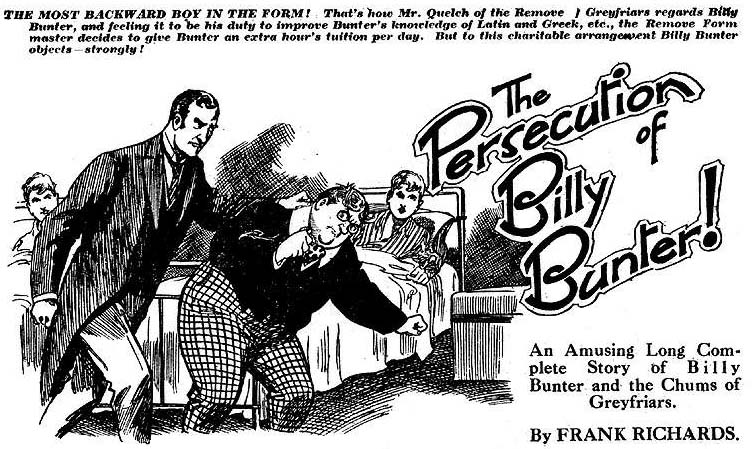 THE MOST BACKWARD BOY IN THE FORM! That's how Mr. Quelch of the Remove ) Greyfriars regards Billy
Bunter, and feeling it to be his duty to improve Bunter's knowledge of Latin and Greek, etc., the Remove Form
master decides to give Bunter an extra hour's tuition per day. But to this charitable arrangement Billy Bunter
objects—strongly!
The
Persecution
of
Billy
Bunter!
An Amusing Long Com-
plete Story of Billy
Bunter and the Chums of
Greyfriars.
By FRANK RICHARDS.